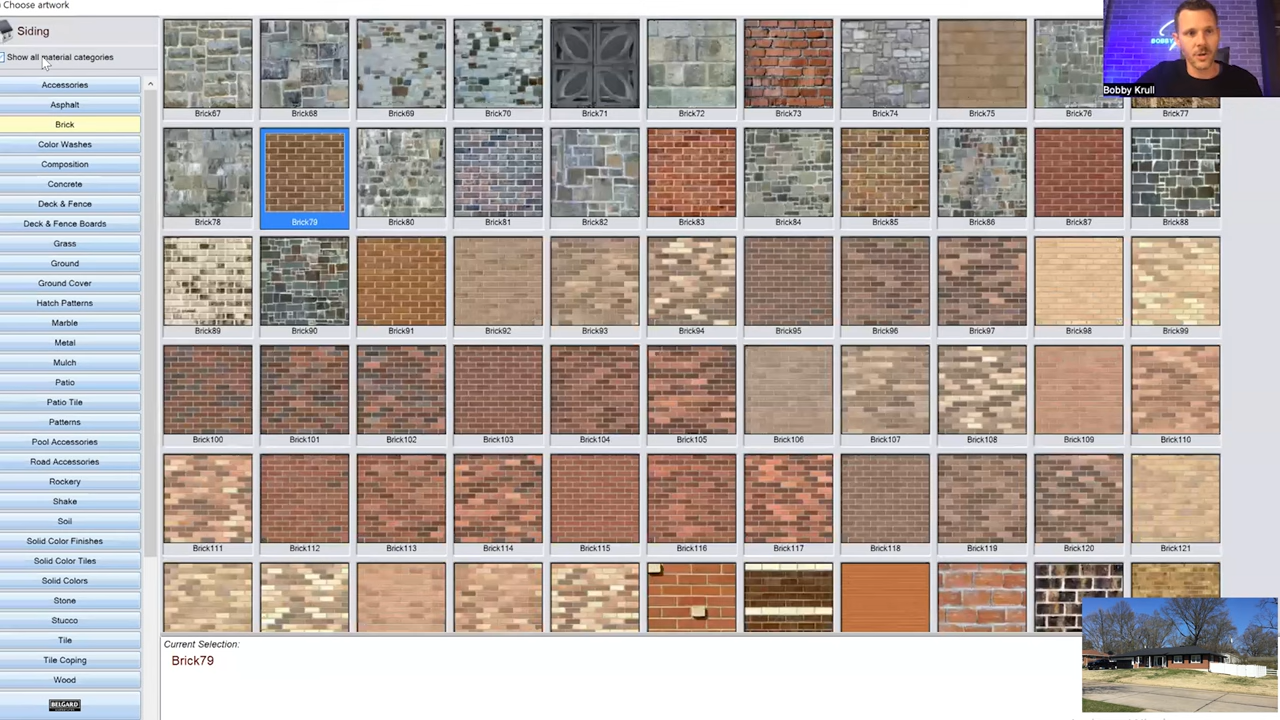 Choose artwork
Siding
Show all material categories
Accessories
Asphalt
Brick
Color Washes
Composition
Concrete
Deck & Fence
Deck & Fence Boards
Grass
Ground
Ground Cover
Hatch Patterns
Marble
Metal
Mulch
Patio
Patio Tile
Patterns
Pool Accessories
Road Accessories
Rockery
Shake
Soil
Solid Color Finishes
Solid Color Tiles
Solid Colors
Stone
Stucco
Tile
Tile Coping
Wood
BELGARD
Brick67 Brick68 Brick69 Brick70 Brick71 Brick72 Brick73 Brick74 Brick75 Brick76 Brick77
Brick78 Brick79 Brick80 Brick81 Brick82 Brick83 Brick84 Brick85 Brick86 Brick87 Brick88
Brick89 Brick90 Brick91 Brick92 Brick93 Brick94 Brick95 Brick96 Brick97 Brick98 Brick99
Brick100 Brick101 Brick102 Brick103 Brick104 Brick105 Brick106 Brick107 Brick108 Brick109 Brick110
Brick111 Brick112 Brick113 Brick114 Brick115 Brick116 Brick117 Brick118 Brick119 Brick120 Brick121
Current Selection:
Brick79
BOBBY
Bobby Krull